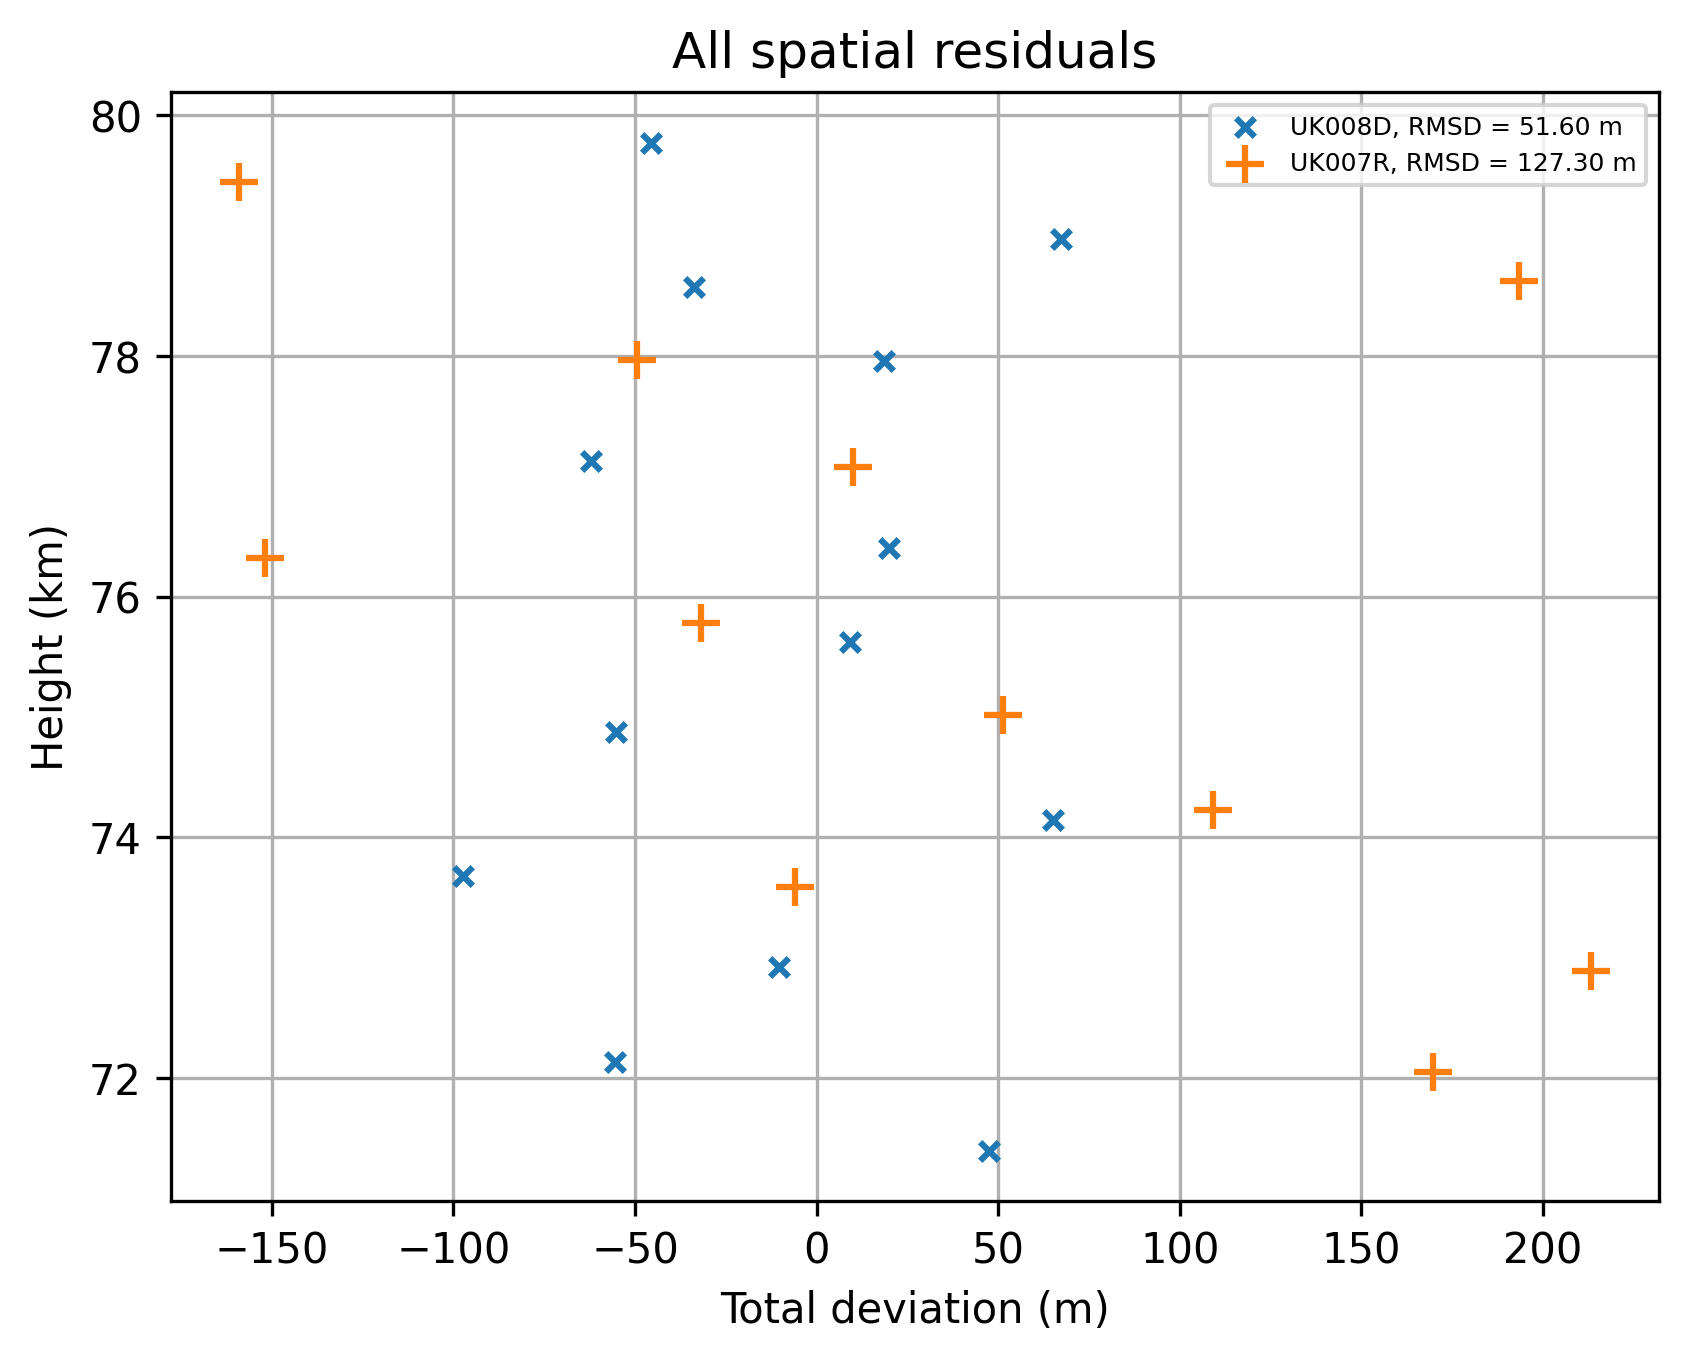 All spatial residuals
UK008D, RMSD = 51.60 m
UK007R, RMSD = 127.30 m
80
78
76
74
72
Height (km)
−150 −100 −50 0 50 100 150 200
Total deviation (m)